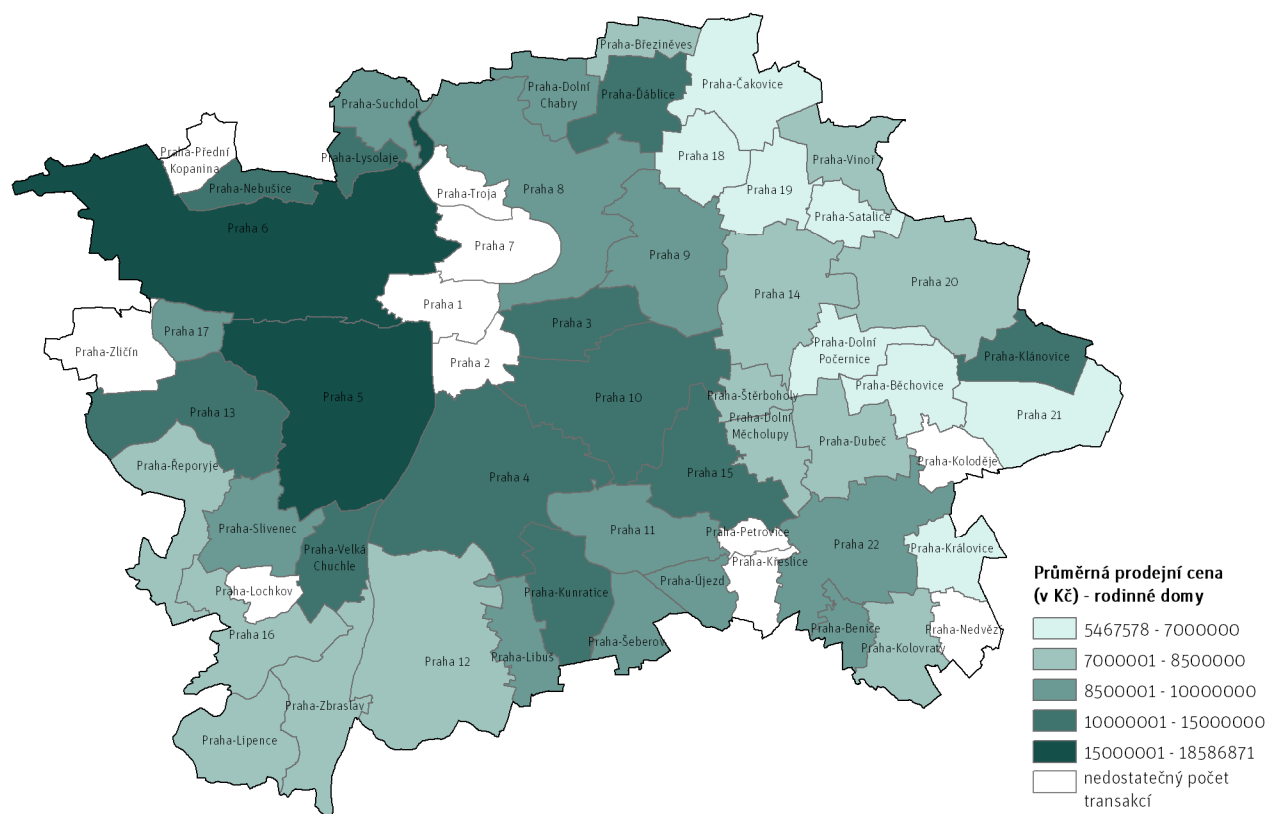 Praha-Březiněves
Praha-Čakovice
Praha-Dolní
Chabry
Praha-Ďáblice
Praha-Suchdol
Praha-Přední
Kopanina
Praha-Lysolaje
Praha 18
Praha-Vinoř
Praha-Nebušice
Praha-Troja
Praha 8
Praha 19
Praha-Satalice
Praha 6
Praha 7
Praha 9
Praha 20
Praha 14
Praha 1
Praha 17
Praha 3
Praha-Zličín
Praha 2
Praha-Dolní
Počernice
Praha-Klánovice
Praha 5
Praha 10
Praha-Štěrboholy
Praha-Běchovice
Praha 13
Praha-Dolní
Měcholupy
Praha 21
Praha-Dubeč
Praha-Řeporyje
Praha-Koloděje
Praha 4
Praha 15
Praha-Slivenec
Praha 11
Praha-Petrovice
Praha 22
Praha-Královice
Praha-Velká
Chuchle
Praha-Křeslice
Praha-Lochkov
Praha-Kunratice
Praha-Újezd
Praha 16
Praha-Benice
Praha-Nedvězí
Praha-Šeberov
Praha-Kolovraty
Praha 12
Praha-Libuš
Praha-Zbraslav
Praha-Lipence
Průměrná prodejní cena
(v Kč) - rodinné domy
5467578 - 7000000
7000001 - 8500000
8500001 - 10000000
10000001 - 15000000
15000001 - 18586871
nedostatečný počet
transakcí